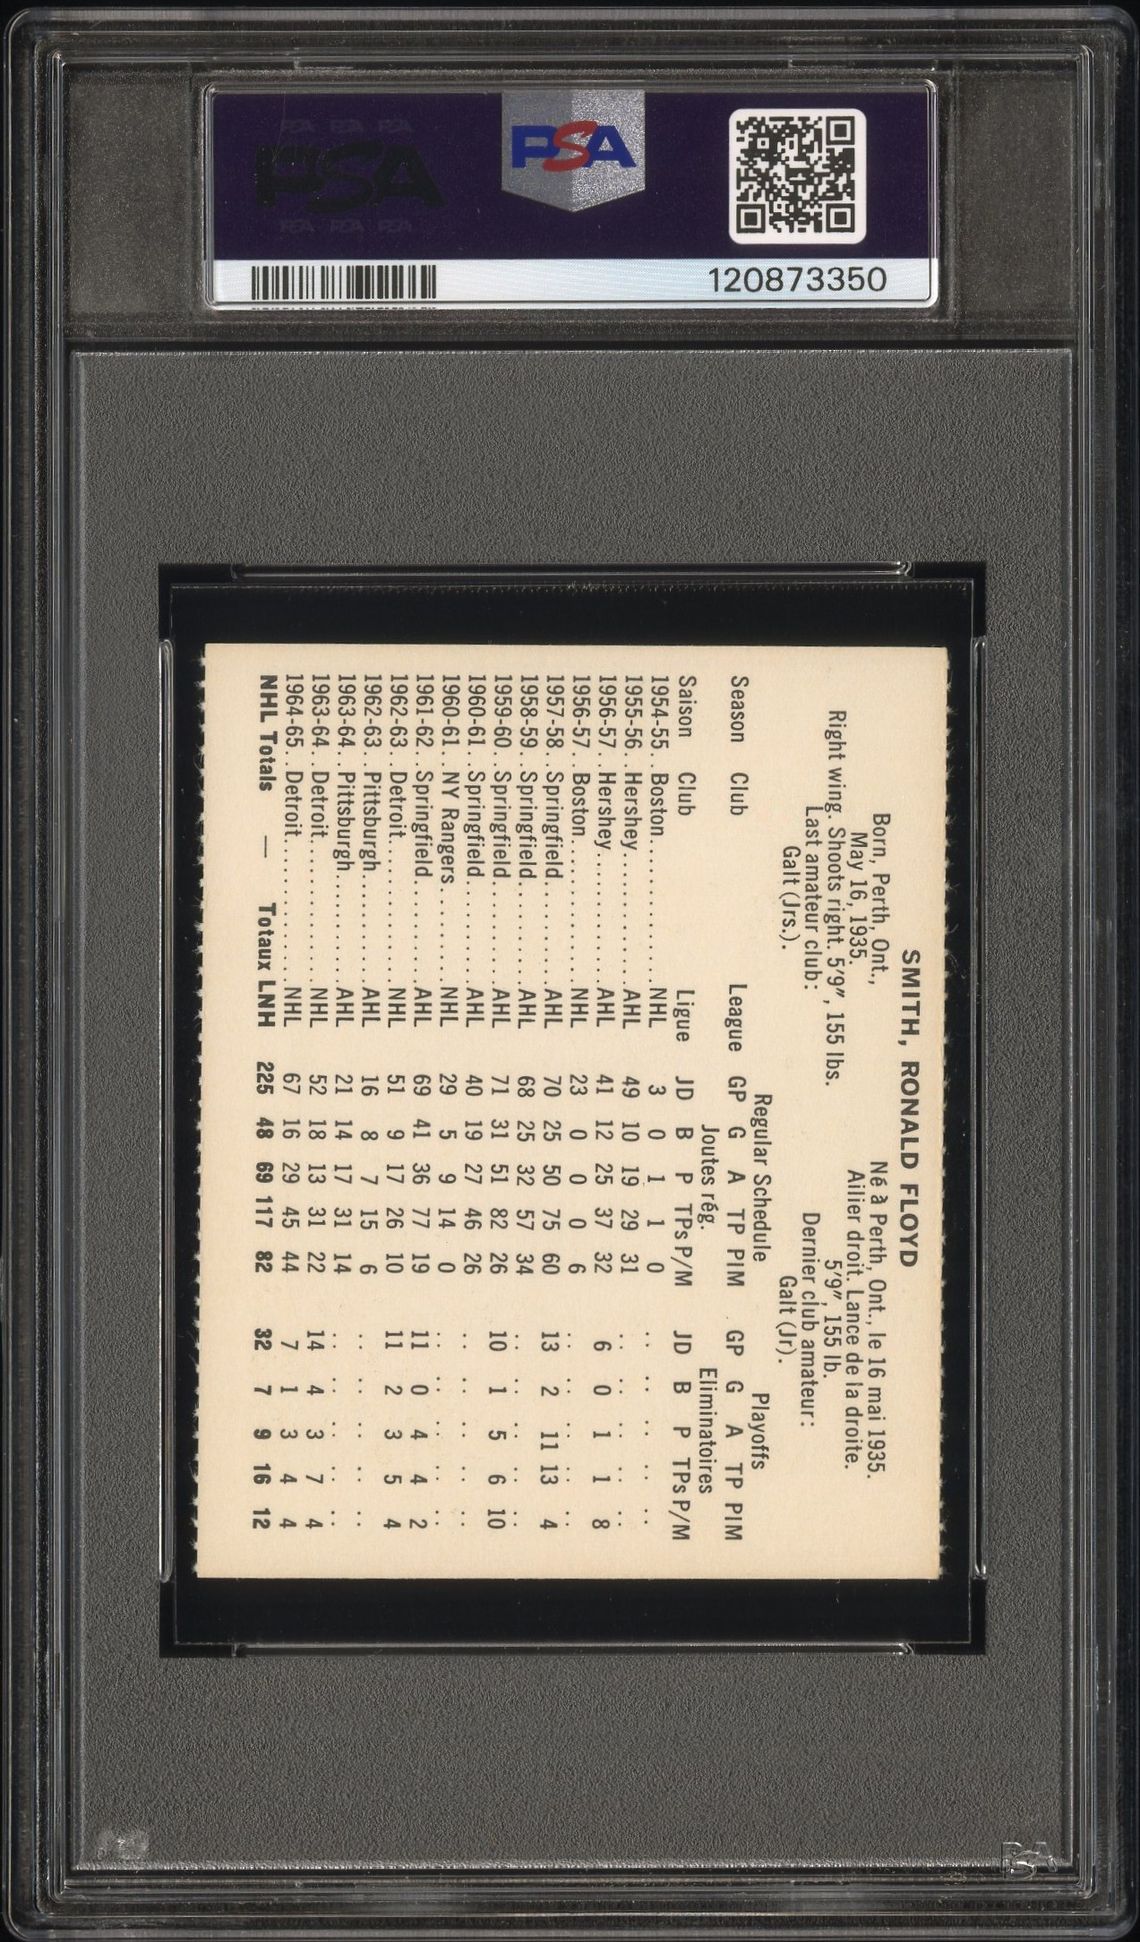 PSA
PSA
120873350
SMITH, RONALD FLOYD
Born, Perth, Ont.,
May 16, 1935.
Right wing. Shoots right. 5'9", 155 lbs.
Last amateur club:
Galt (Jrs.).
Né à Perth, Ont., le 16 mai 1935.
Ailier droit. Lance de la droite.
5'9", 155 lb.
Dernier club amateur:
Galt (Jr).
Regular Schedule Playoffs
Season Club League GP G A TP PIM GP G A TP PIM
Joutes rég. Eliminatoires
Saison Club Ligue JD B P TPs P/M JD B P TPs P/M
1954-55.. Boston..............NHL 3 0 1 1 0 .. .. .. .. ..
1955-56.. Hershey.............AHL 49 10 19 29 31 .. .. .. .. ..
1956-57.. Hershey.............AHL 41 12 25 37 32 6 0 1 1 8
1956-57.. Boston..............NHL 23 0 0 0 6 .. .. .. .. ..
1957-58.. Springfield..........AHL 70 25 50 75 60 13 2 11 13 4
1958-59.. Springfield..........AHL 68 25 32 57 34 .. .. .. .. ..
1959-60.. Springfield..........AHL 71 31 51 82 26 10 1 5 6 10
1960-61.. Springfield..........AHL 40 19 27 46 26 .. .. .. .. ..
1960-61.. NY Rangers..........NHL 29 5 9 14 0 .. .. .. .. ..
1961-62.. Springfield..........AHL 69 41 36 77 19 11 0 4 4 2
1962-63.. Detroit..............NHL 51 9 17 26 10 11 2 3 5 4
1962-63.. Pittsburgh...........AHL 16 8 7 15 6 .. .. .. .. ..
1963-64.. Pittsburgh...........AHL 21 14 17 31 14 .. .. .. .. ..
1963-64.. Detroit..............NHL 52 18 13 31 22 14 4 3 7 4
1964-65.. Detroit..............NHL 67 16 29 45 44 7 1 3 4 4
NHL Totals — Totaux LNH 225 48 69 117 82 32 7 9 16 12
PSA